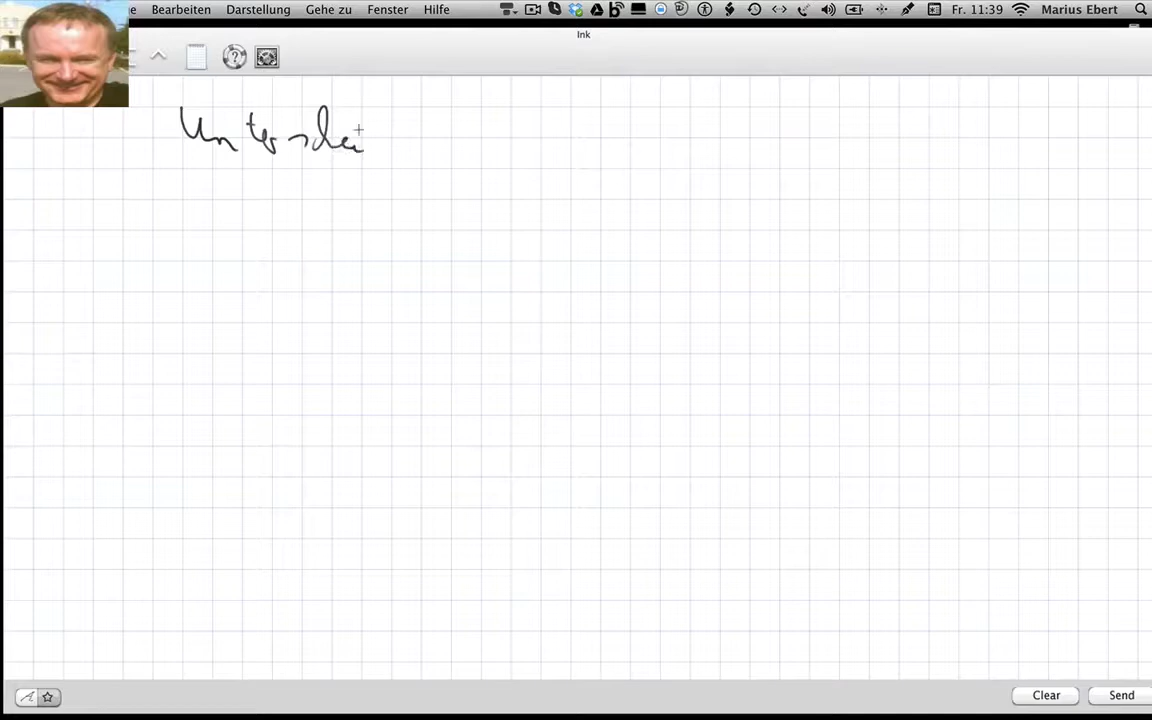 Bearbeiten Darstellung Gehe zu Fenster Hilfe Fr. 11:39 Marius Ebert
Ink
Unterschei
Clear Send